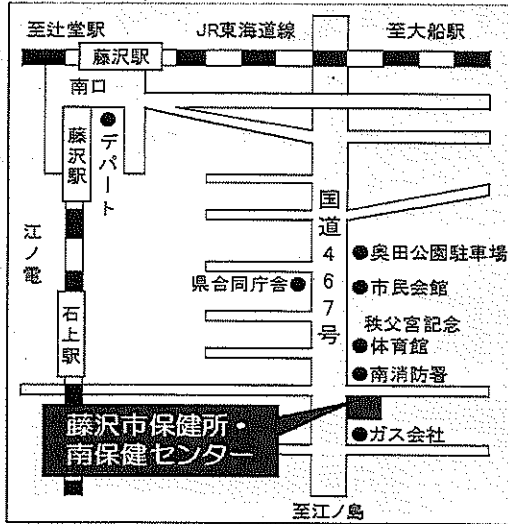 至辻堂駅
JR東海道線
至大船駅
藤沢駅
南口
藤沢駅
デパート
江ノ電
国道467号
奥田公園駐車場
県合同庁舎
市民会館
石上駅
秩父宮記念
体育館
南消防署
藤沢市保健所・
南保健センター
ガス会社
至江ノ島